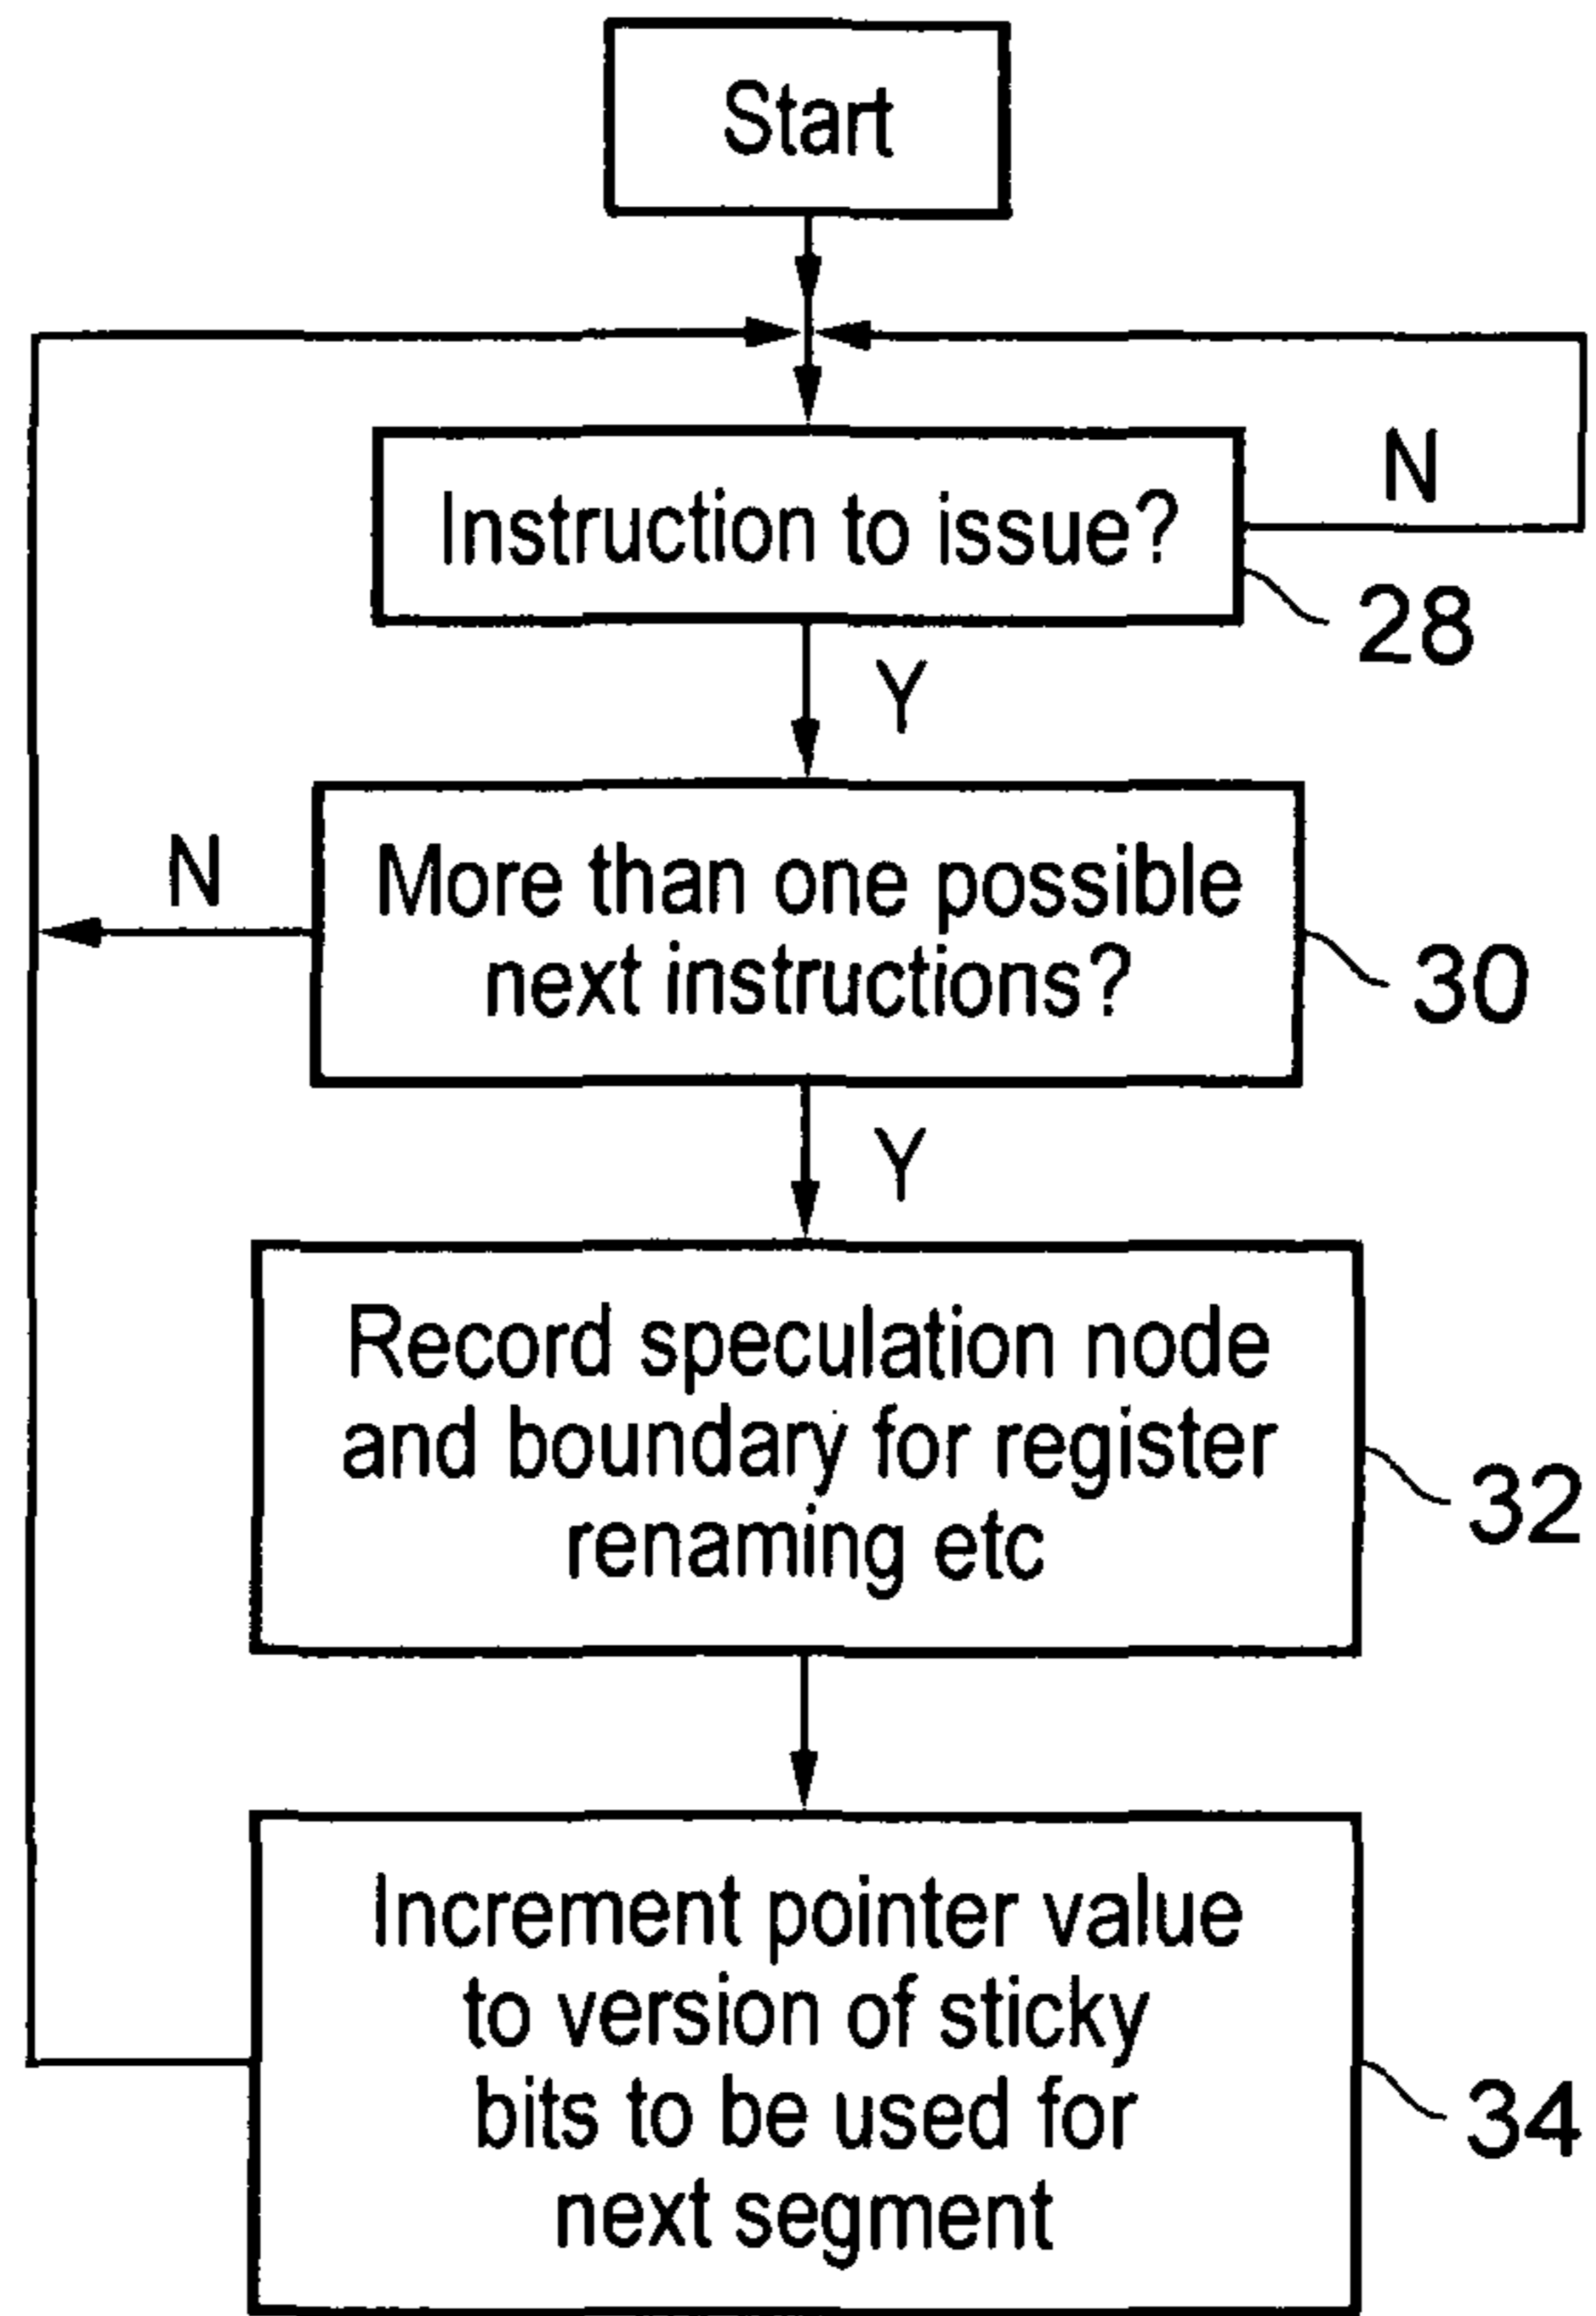 Start
Instruction to issue?
N
28
Y
More than one possible
next instructions?
N
30
Y
Record speculation node
and boundary for register
renaming etc
32
Increment pointer value
to version of sticky
bits to be used for
next segment
34